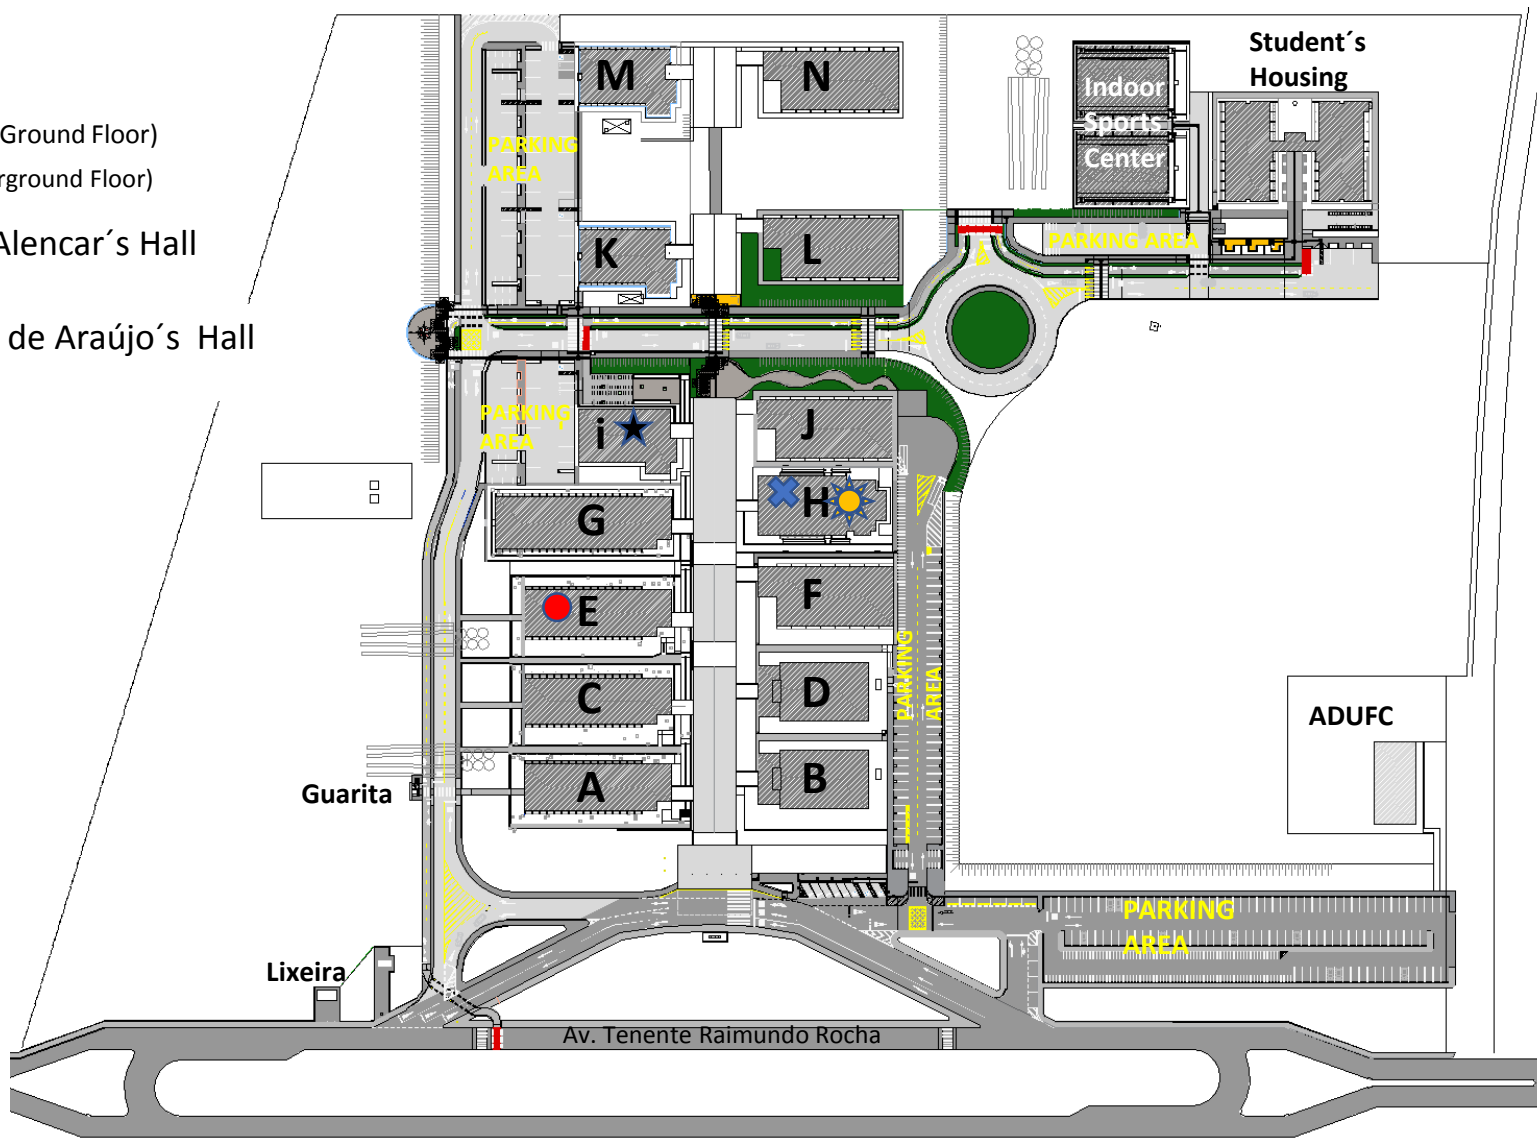 Ground Floor)
rground Floor)
Alencar´s Hall
de Araújo´s Hall
M
N
Student´s
Housing
Indoor
Sports
Center
PARKING
AREA
K
L
PARKING AREA
PARKING
AREA
i
J
G
H
E
F
PARKING
AREA
C
D
ADUFC
A
B
Guarita
PARKING
AREA
Lixeira
Av. Tenente Raimundo Rocha